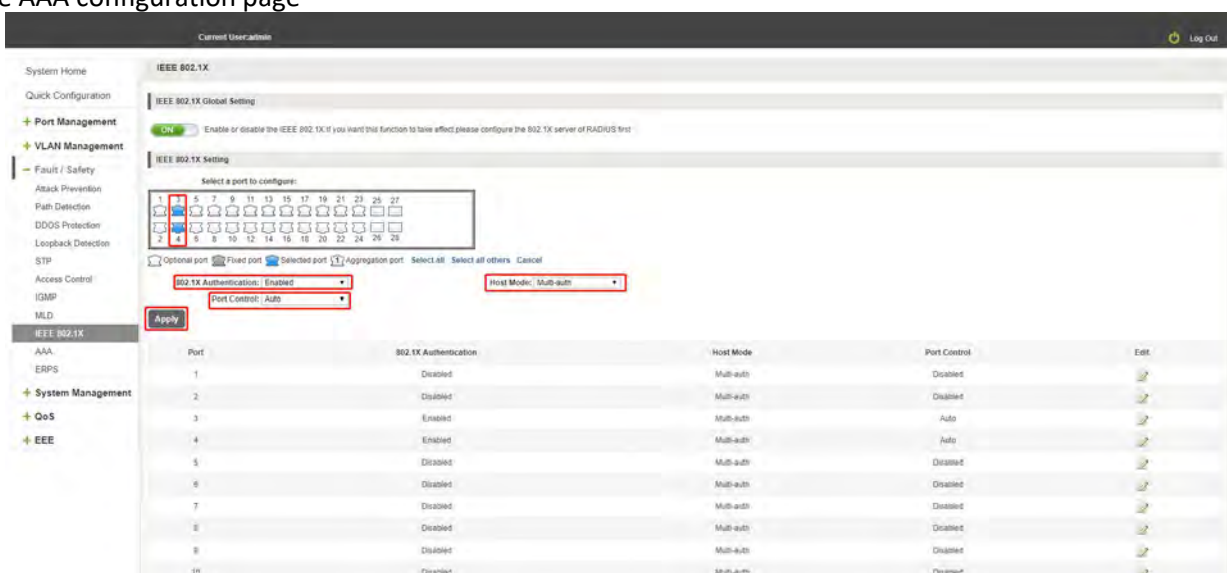 e AAA configuration page
Current User:admin
Log Out
System Home
Quick Configuration
+ Port Management
+ VLAN Management
− Fault / Safety
Attack Prevention
Path Detection
DDOS Protection
Loopback Detection
STP
Access Control
IGMP
MLD
IEEE 802.1X
AAA
ERPS
+ System Management
+ QoS
+ EEE
IEEE 802.1X
IEEE 802.1X Global Setting
ON Enable or disable the IEEE 802.1X.If you want this function to take effect,please configure the 802.1X server of RADIUS first
IEEE 802.1X Setting
Select a port to configure:
1 3 5 7 9 11 13 15 17 19 21 23 25 27
2 4 6 8 10 12 14 16 18 20 22 24 26 28
Optional port Fixed port Selected port 1 Aggregation port Select all Select all others Cancel
802.1X Authentication: Enabled Host Mode: Multi-auth
Port Control: Auto
Apply
Port 802.1X Authentication Host Mode Port Control Edit
1 Disabled Multi-auth Disabled
2 Disabled Multi-auth Disabled
3 Enabled Multi-auth Auto
4 Enabled Multi-auth Auto
5 Disabled Multi-auth Disabled
6 Disabled Multi-auth Disabled
7 Disabled Multi-auth Disabled
8 Disabled Multi-auth Disabled
9 Disabled Multi-auth Disabled
10 Disabled Multi-auth Disabled